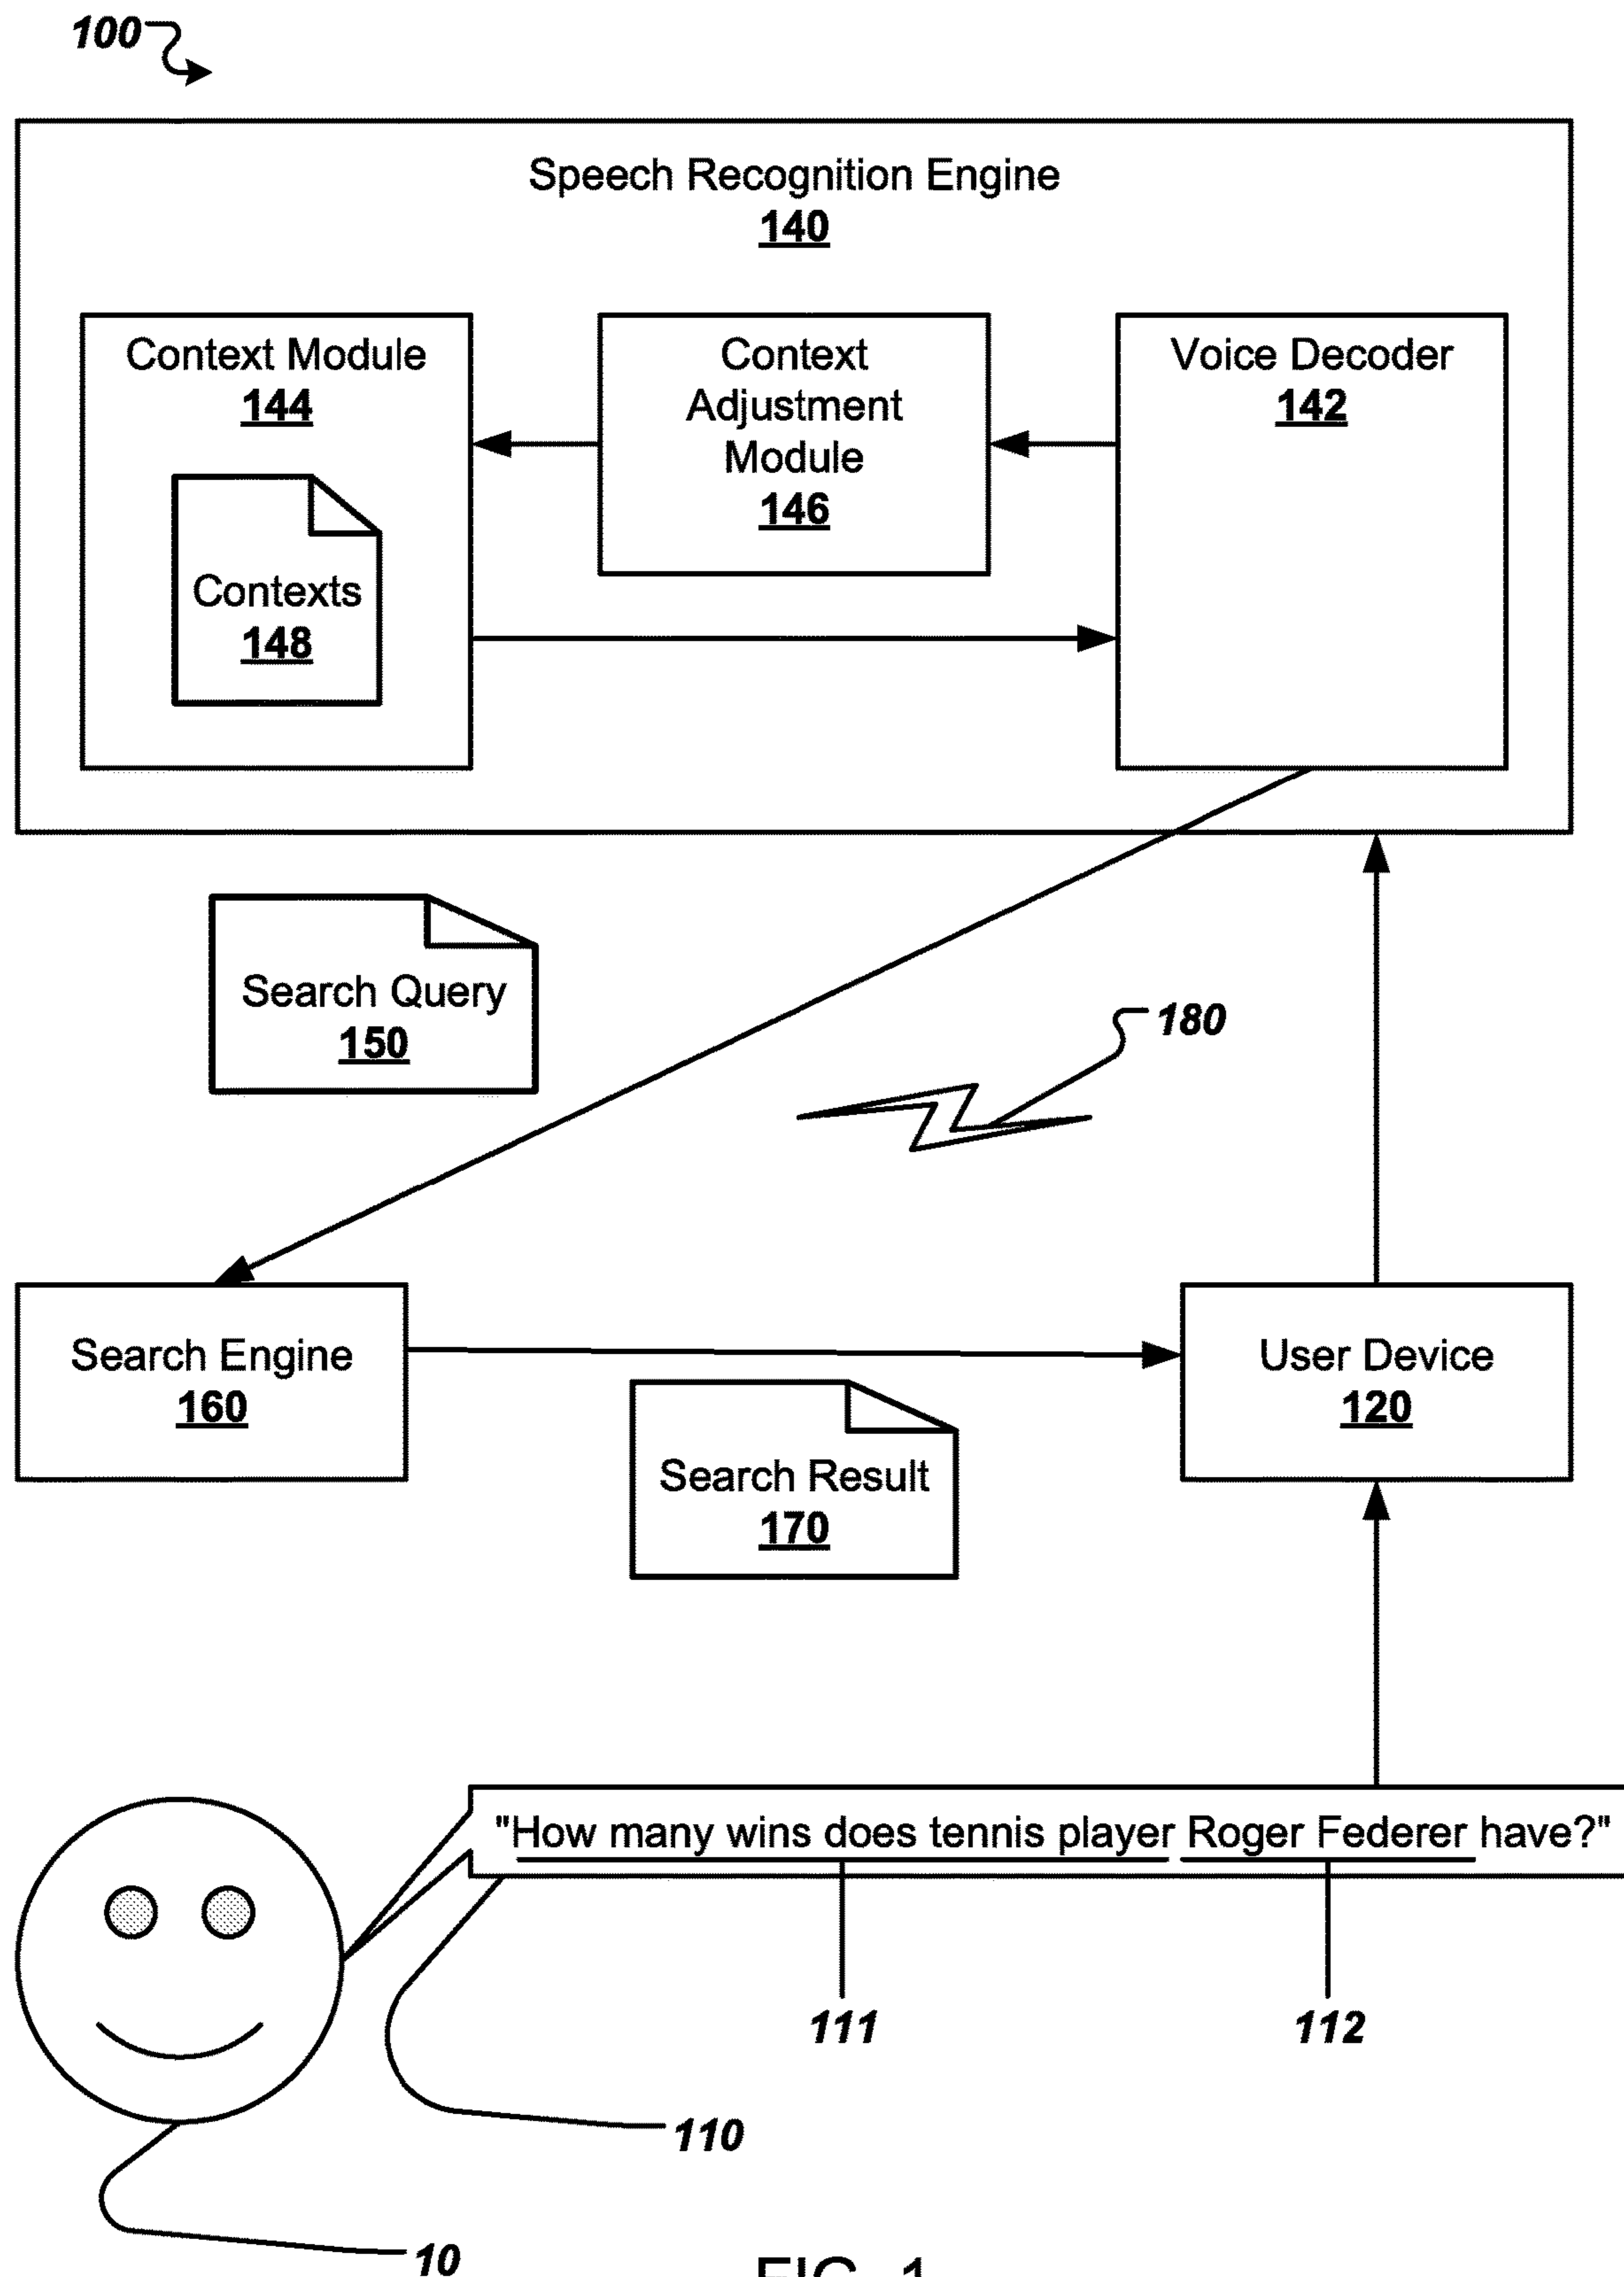 100
Speech Recognition Engine
140
Context Module
144
Contexts
148
Context
Adjustment
Module
146
Voice Decoder
142
Search Query
150
180
Search Engine
160
User Device
120
Search Result
170
"How many wins does tennis player Roger Federer have?"
111
112
110
10
FIG. 1